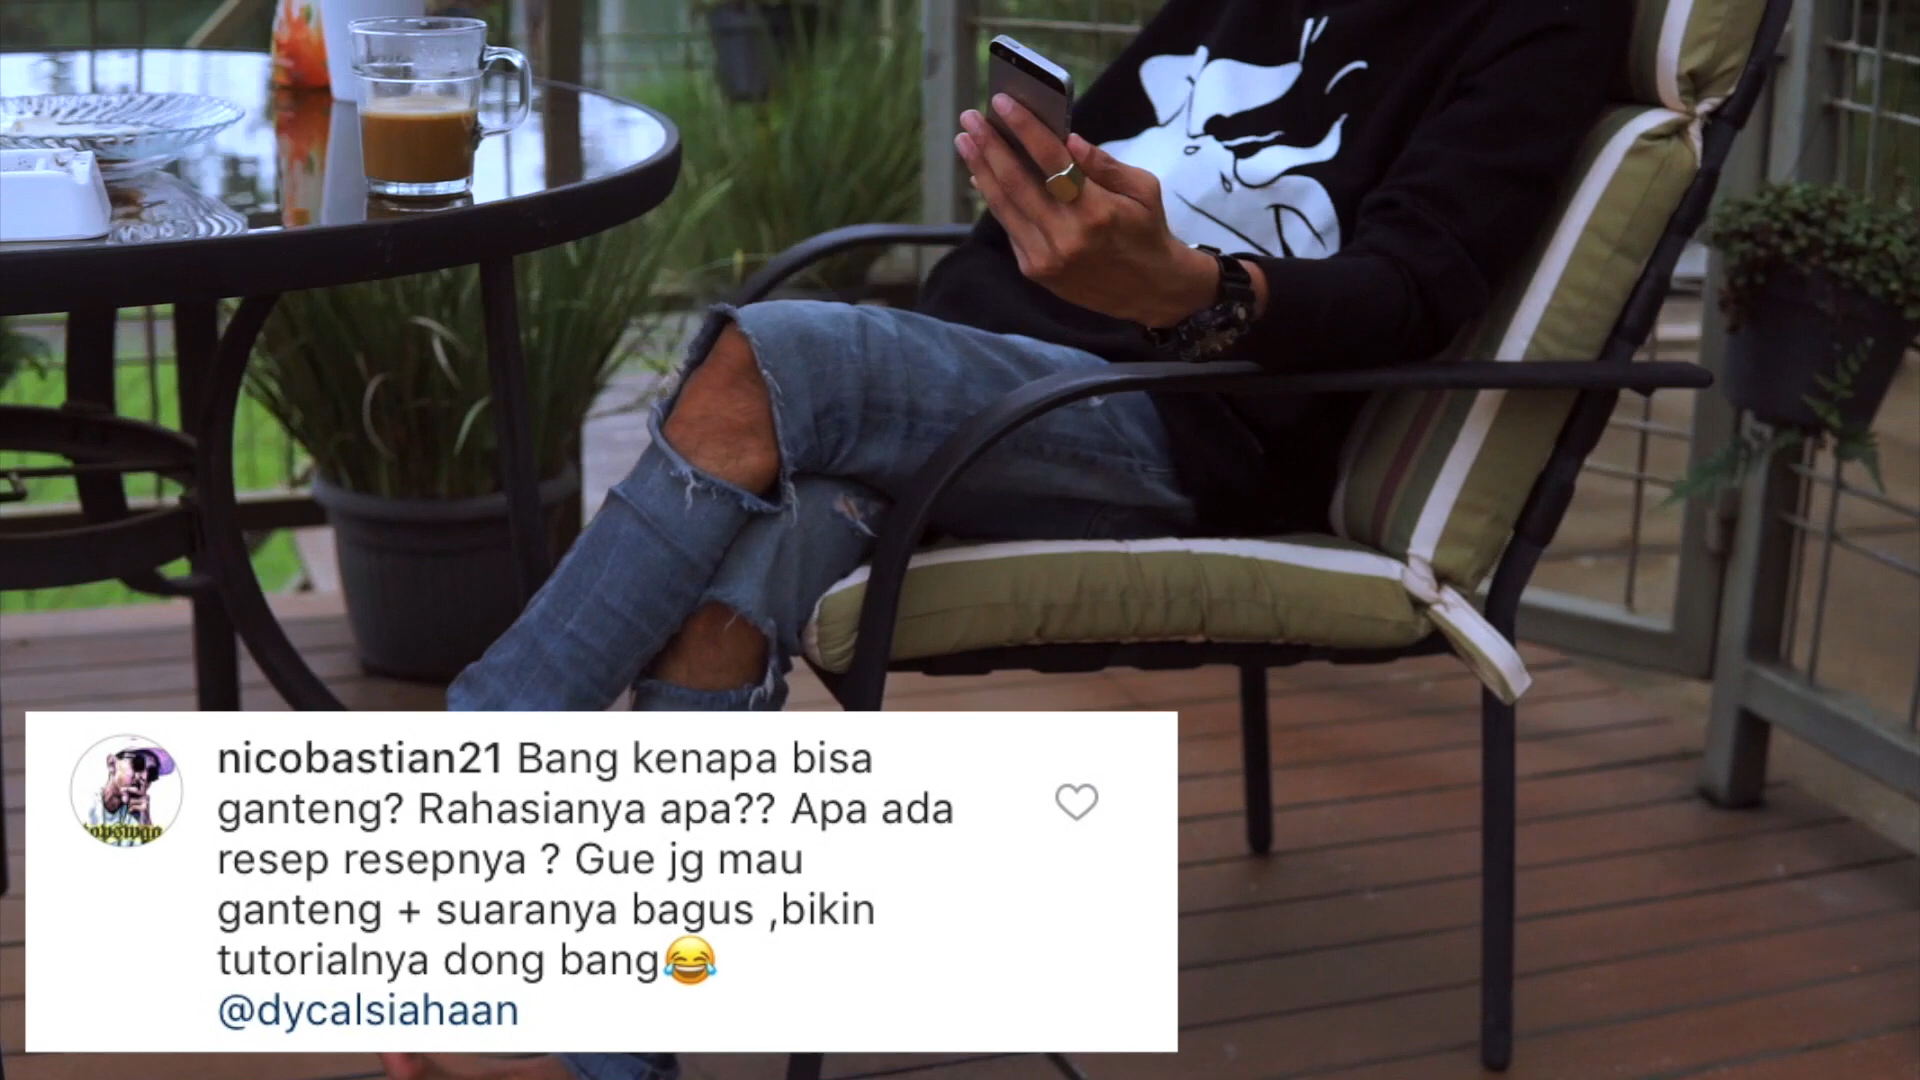 nicobastian21 Bang kenapa bisa
ganteng? Rahasianya apa?? Apa ada
resep resepnya ? Gue jg mau
ganteng + suaranya bagus ,bikin
tutorialnya dong bang😂
@dycalsiahaan